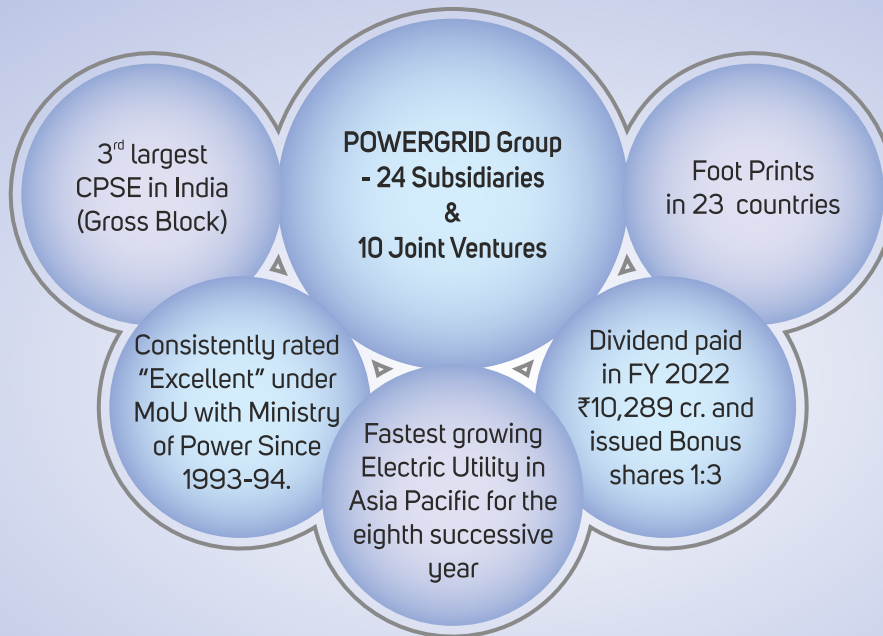 3rd largest
CPSE in India
(Gross Block)
POWERGRID Group
- 24 Subsidiaries
&
10 Joint Ventures
Foot Prints
in 23 countries
Consistently rated
"Excellent" under
MoU with Ministry
of Power Since
1993-94.
Fastest growing
Electric Utility in
Asia Pacific for the
eighth successive
year
Dividend paid
in FY 2022
₹10,289 cr. and
issued Bonus
shares 1:3